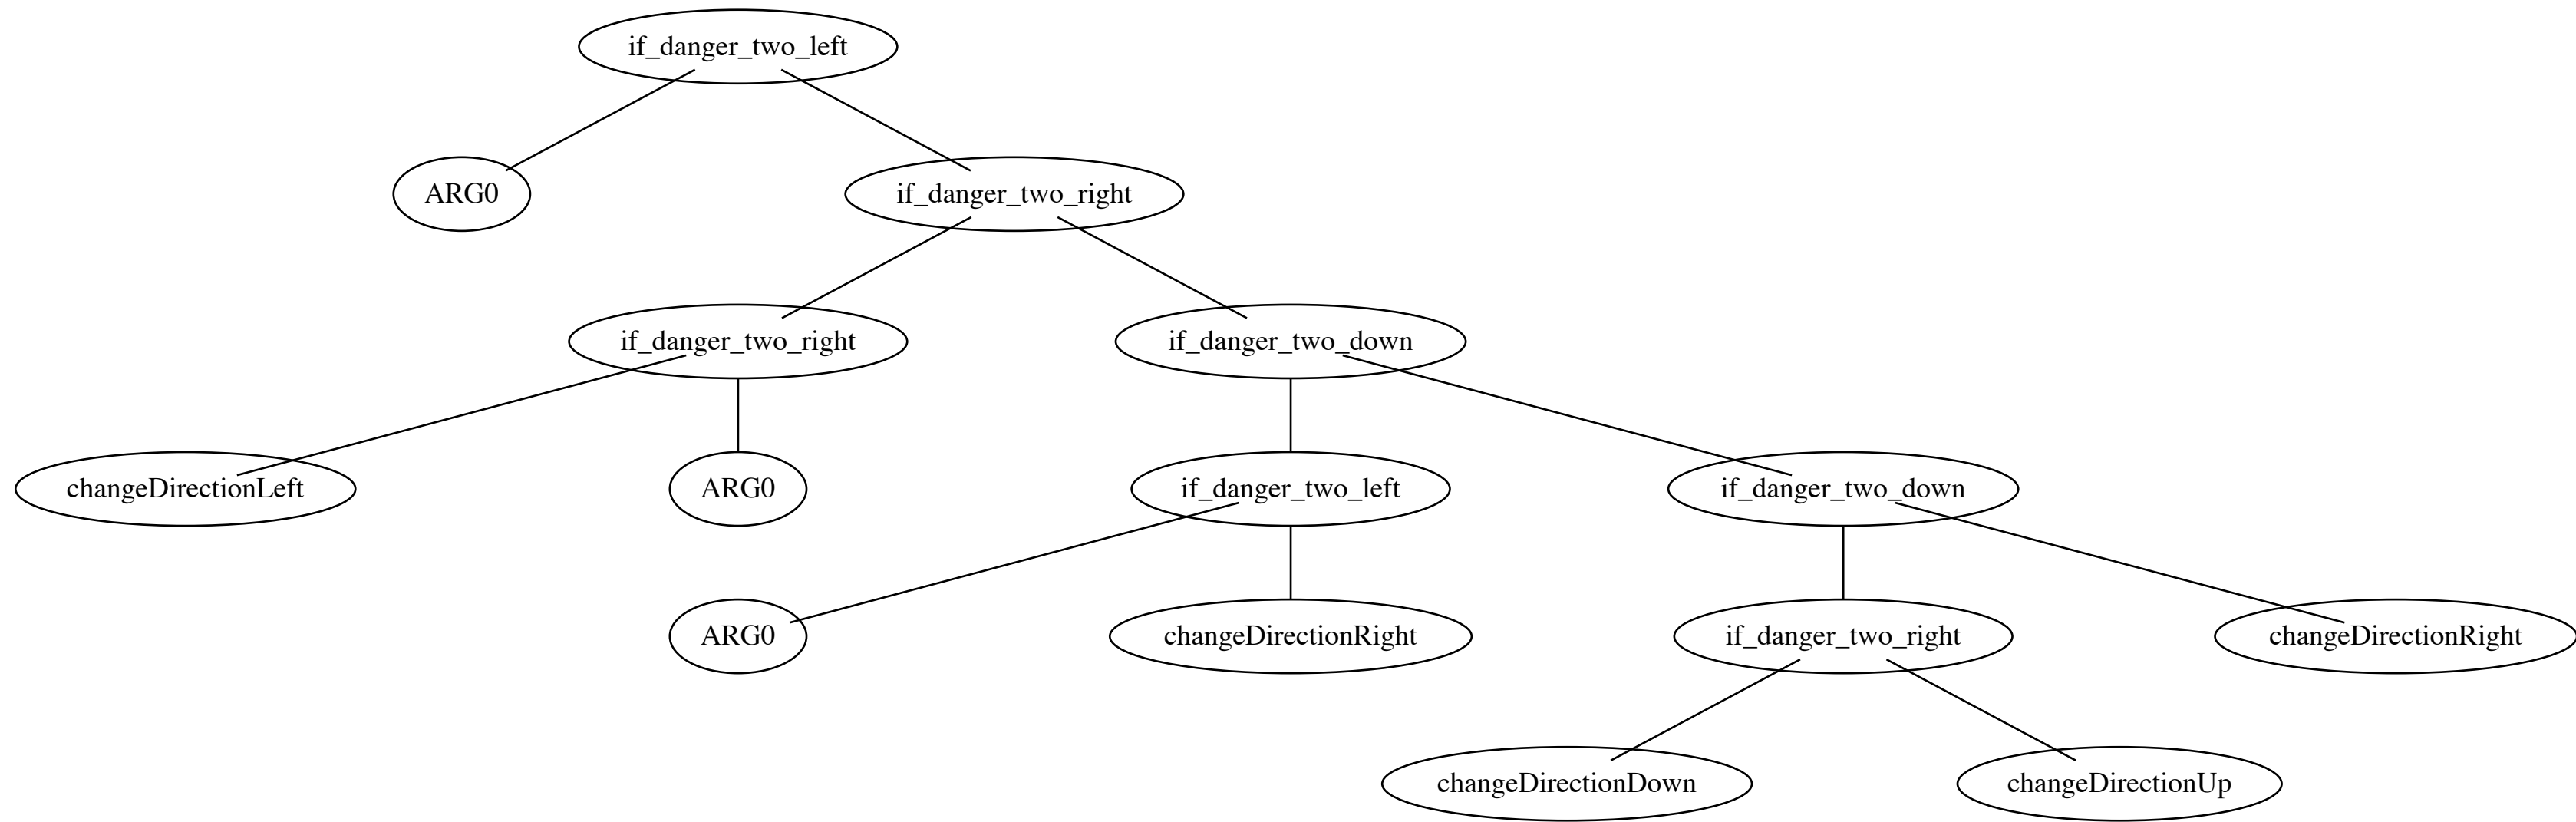 if_danger_two_left
ARG0
if_danger_two_right
if_danger_two_right
if_danger_two_down
changeDirectionLeft
ARG0
if_danger_two_left
if_danger_two_down
ARG0
changeDirectionRight
if_danger_two_right
changeDirectionRight
changeDirectionDown
changeDirectionUp